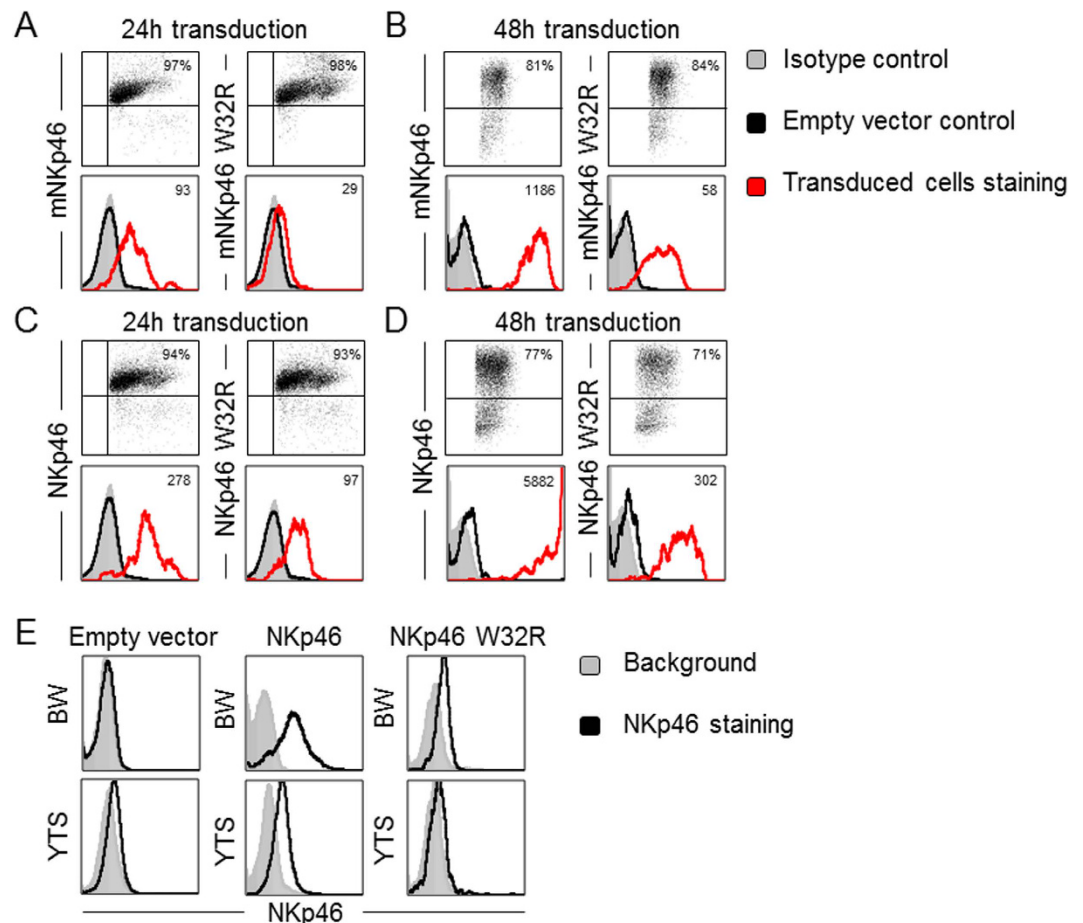 A
24h transduction
mNKp46
97%
93
mNKp46 W32R
98%
29
B
48h transduction
81%
1186
mNKp46 W32R
84%
58
Isotype control
Empty vector control
Transduced cells staining
C
24h transduction
NKp46
94%
278
NKp46 W32R
93%
97
D
48h transduction
NKp46
77%
5882
NKp46 W32R
71%
302
mNKp46
E
Empty vector
NKp46
NKp46 W32R
BW
BW
BW
YTS
YTS
YTS
NKp46
Background
NKp46 staining